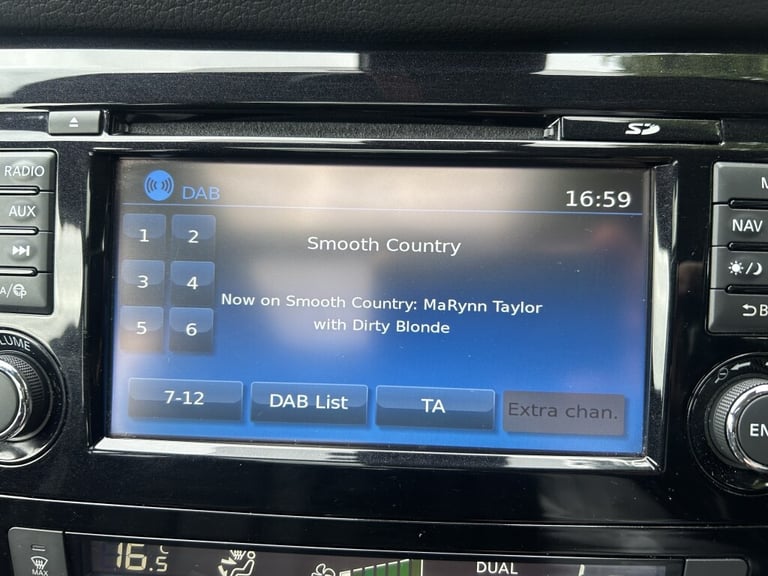 SD
RADIO
AUX
DAB
16:59
1
2
3
4
5
6
Smooth Country
Now on Smooth Country: MaRynn Taylor
with Dirty Blonde
7-12
DAB List
TA
Extra chan.
NAV
16.5
MAX
DUAL